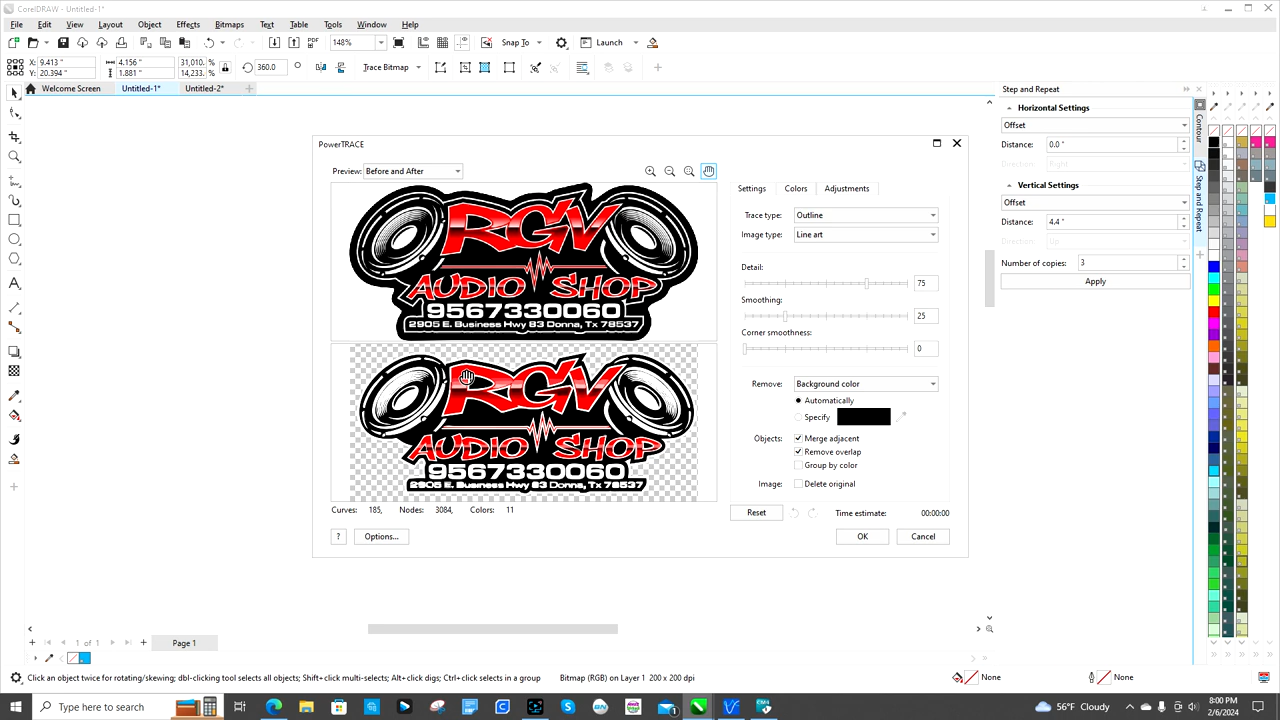 CorelDRAW - Untitled-1*
File Edit View Layout Object Effects Bitmaps Text Table Tools Window Help
PDF 148% Snap To Launch
X: 9.413 " 4.156 " 31,010. % 360.0 ° Trace Bitmap
Y: 20.394 " 1.881 " 14,233. %
Welcome Screen Untitled-1* Untitled-2*
Step and Repeat
Horizontal Settings
Offset
Distance: 0.0 "
Direction: Right
Vertical Settings
Offset
Distance: 4.4 "
Direction: Up
Number of copies: 3
Apply
Contour
Step and Repeat
PowerTRACE
Preview: Before and After
RGV
AUDIO SHOP
9567330060
2905 E. Business Hwy 83 Donna, Tx 78537
RGV
AUDIO SHOP
9567330060
2905 E. Business Hwy 83 Donna, Tx 78537
Curves: 185, Nodes: 3084, Colors: 11
? Options...
Settings Colors Adjustments
Trace type: Outline
Image type: Line art
Detail: 75
Smoothing: 25
Corner smoothness: 0
Remove: Background color
Automatically
Specify
Objects: Merge adjacent
Remove overlap
Group by color
Image: Delete original
Reset Time estimate: 00:00:00
OK Cancel
1 of 1 Page 1
Click an object twice for rotating/skewing; dbl-clicking tool selects all objects; Shift+click multi-selects; Alt+click digs; Ctrl+click selects in a group Bitmap (RGB) on Layer 1 200 x 200 dpi None None
Type here to search 56°F Cloudy 8:00 PM
2/6/2024